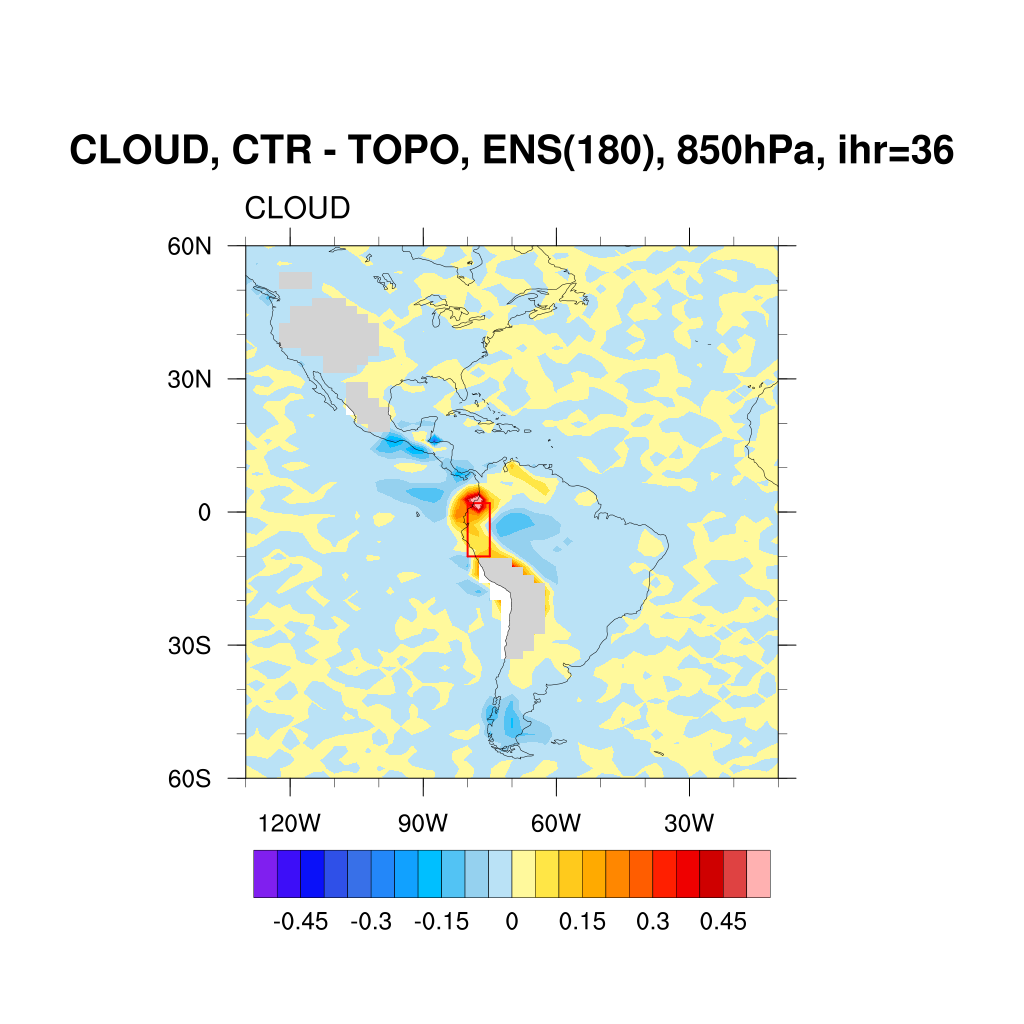 CLOUD, CTR - TOPO, ENS(180), 850hPa, ihr=36
CLOUD
60N
30N
0
30S
60S
120W 90W 60W 30W
-0.45 -0.3 -0.15 0 0.15 0.3 0.45